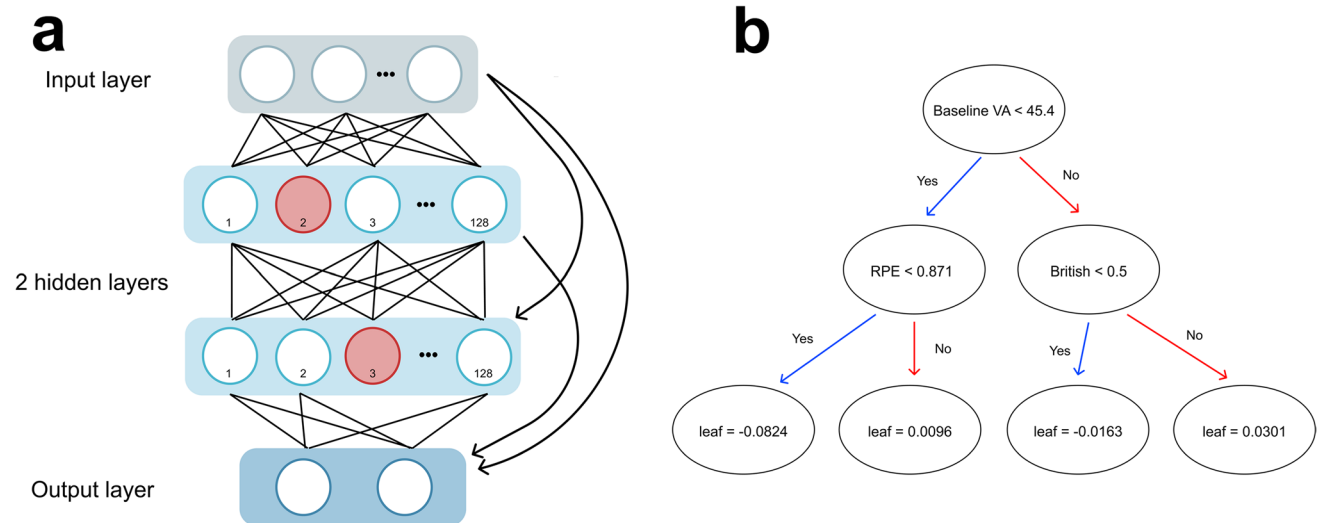 a
Input layer
•••
1
2
3
•••
128
2 hidden layers
1
2
3
•••
128
Output layer
b
Baseline VA < 45.4
Yes
No
RPE < 0.871
British < 0.5
Yes
No
Yes
No
leaf = -0.0824
leaf = 0.0096
leaf = -0.0163
leaf = 0.0301